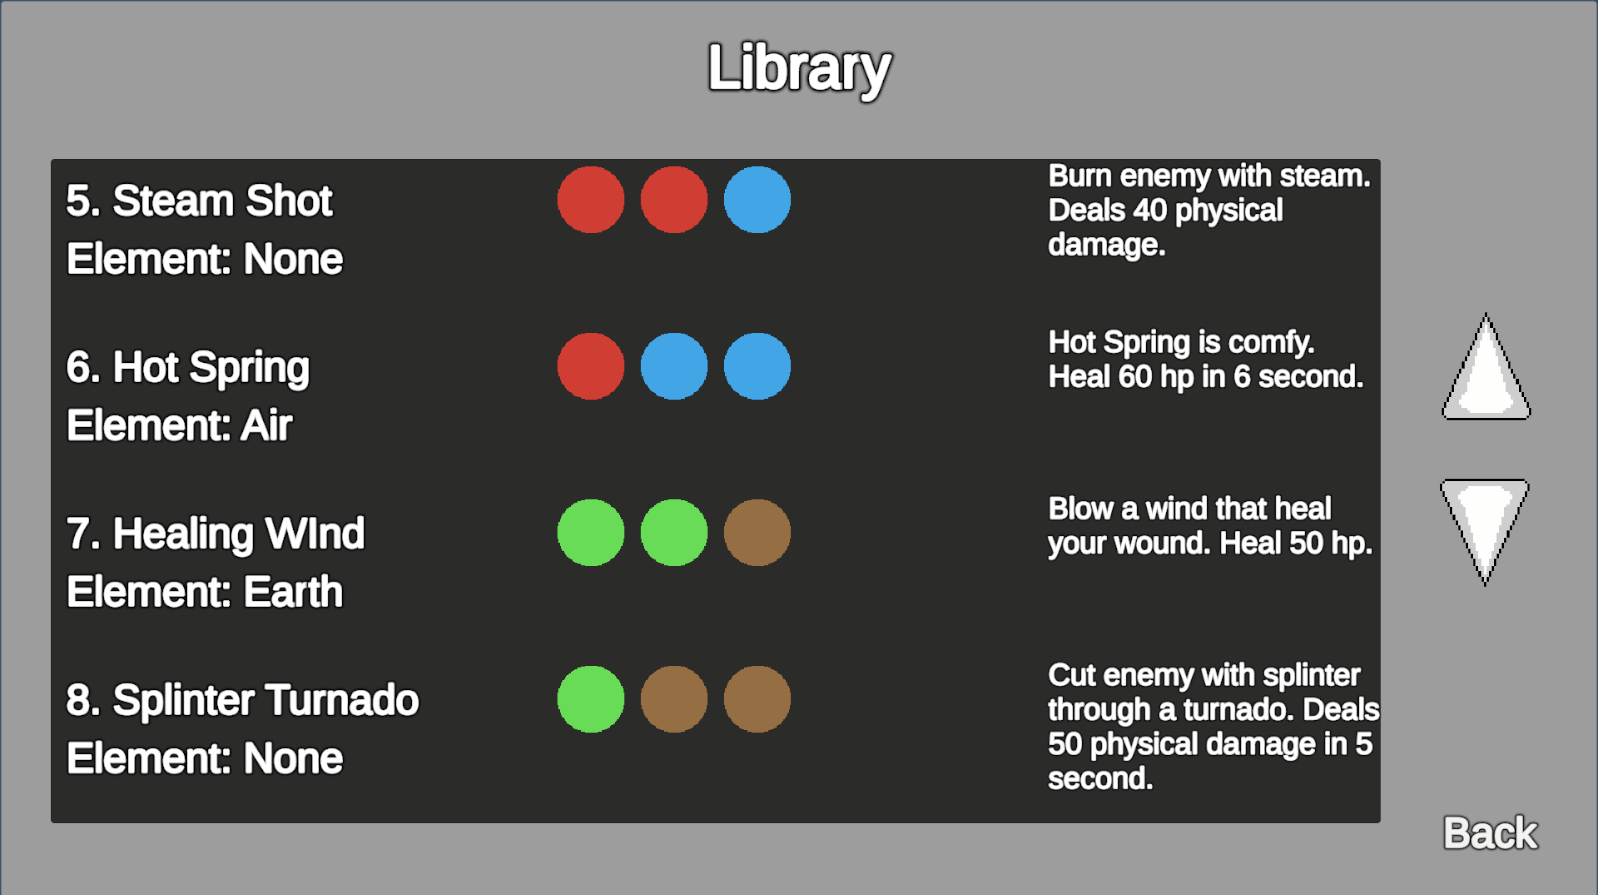 Library
5. Steam Shot
Element: None
Burn enemy with steam.
Deals 40 physical
damage.
6. Hot Spring
Element: Air
Hot Spring is comfy.
Heal 60 hp in 6 second.
7. Healing WInd
Element: Earth
Blow a wind that heal
your wound. Heal 50 hp.
8. Splinter Turnado
Element: None
Cut enemy with splinter
through a turnado. Deals
50 physical damage in 5
second.
Back